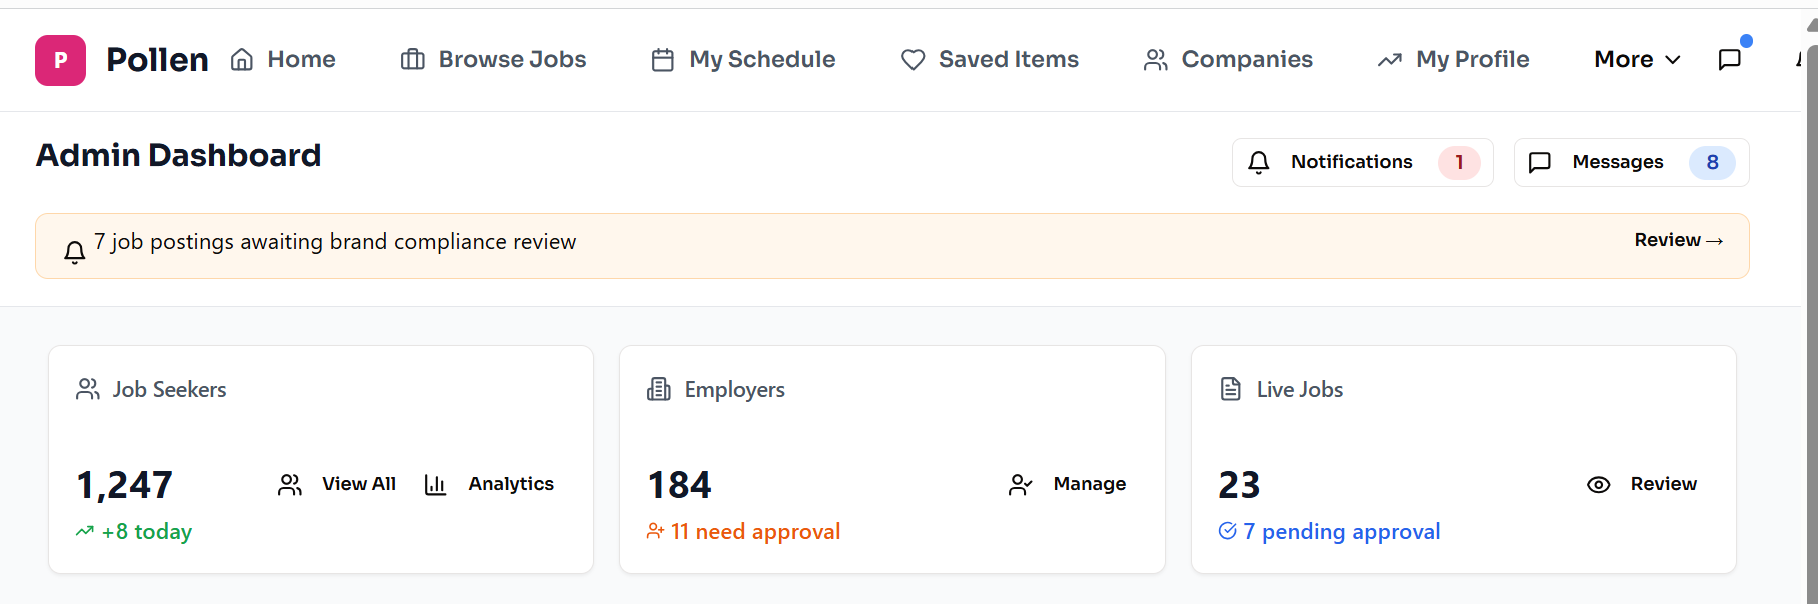 P Pollen Home Browse Jobs My Schedule Saved Items Companies My Profile More
Admin Dashboard
Notifications 1 Messages 8
7 job postings awaiting brand compliance review Review →
Job Seekers
1,247 View All Analytics
+8 today
Employers
184 Manage
11 need approval
Live Jobs
23 Review
7 pending approval